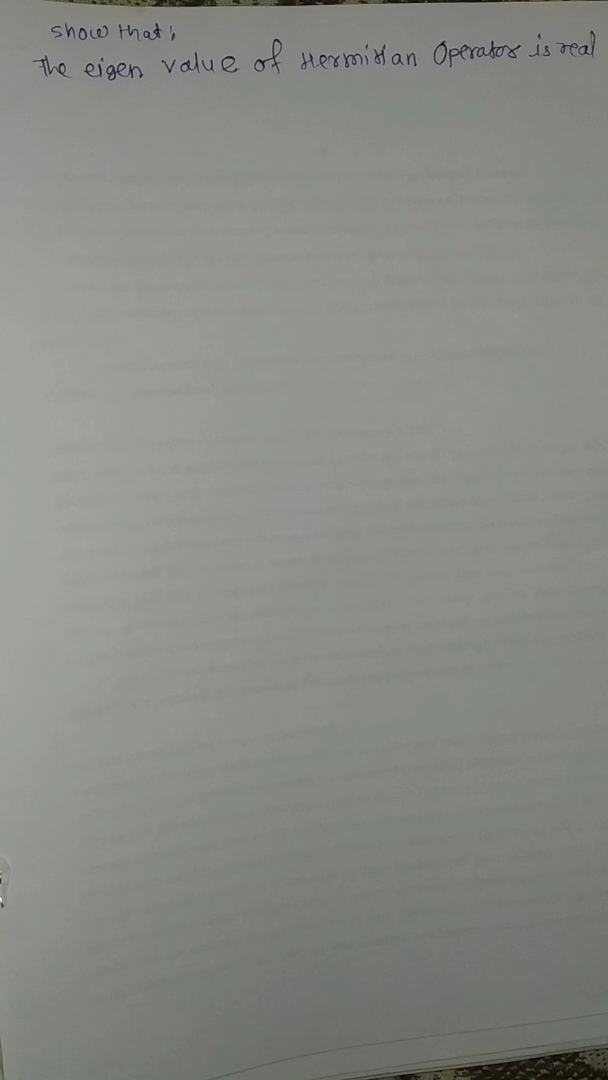 show that;
The eigen value of Hermitian Operator is real